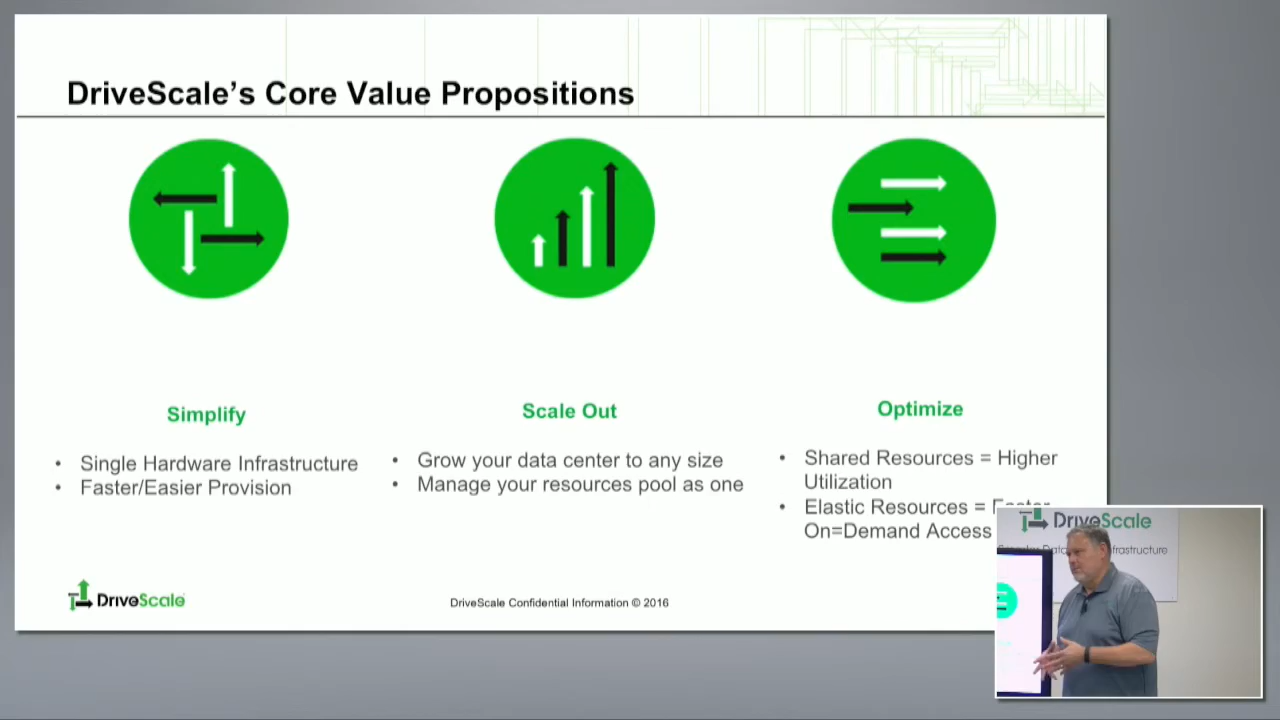 DriveScale's Core Value Propositions
Simplify
• Single Hardware Infrastructure
• Faster/Easier Provision
Scale Out
• Grow your data center to any size
• Manage your resources pool as one
Optimize
• Shared Resources = Higher
Utilization
• Elastic Resources = Faster
On=Demand Access
DriveScale
DriveScale Confidential Information © 2016
DriveScale